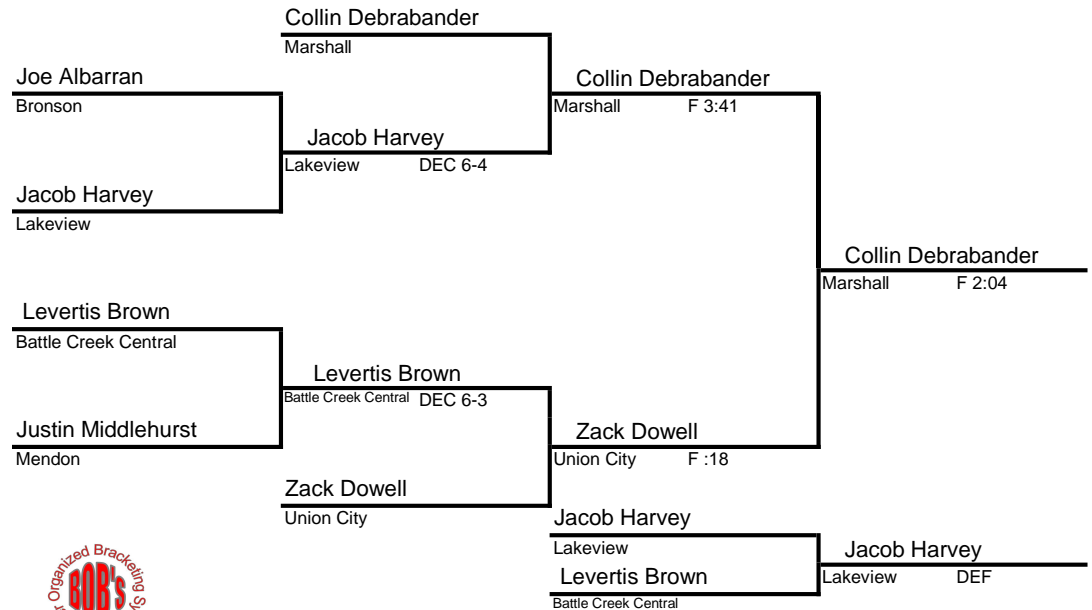 Collin Debrabander
Marshall
Joe Albarran
Bronson
Collin Debrabander
Marshall F 3:41
Jacob Harvey
Lakeview DEC 6-4
Jacob Harvey
Lakeview
Collin Debrabander
Marshall F 2:04
Levertis Brown
Battle Creek Central
Levertis Brown
Battle Creek Central DEC 6-3
Justin Middlehurst
Mendon
Zack Dowell
Union City F :18
Zack Dowell
Union City
Jacob Harvey
Lakeview
Jacob Harvey
Lakeview DEF
Levertis Brown
Battle Creek Central
Organized Bracketing
BOB'S